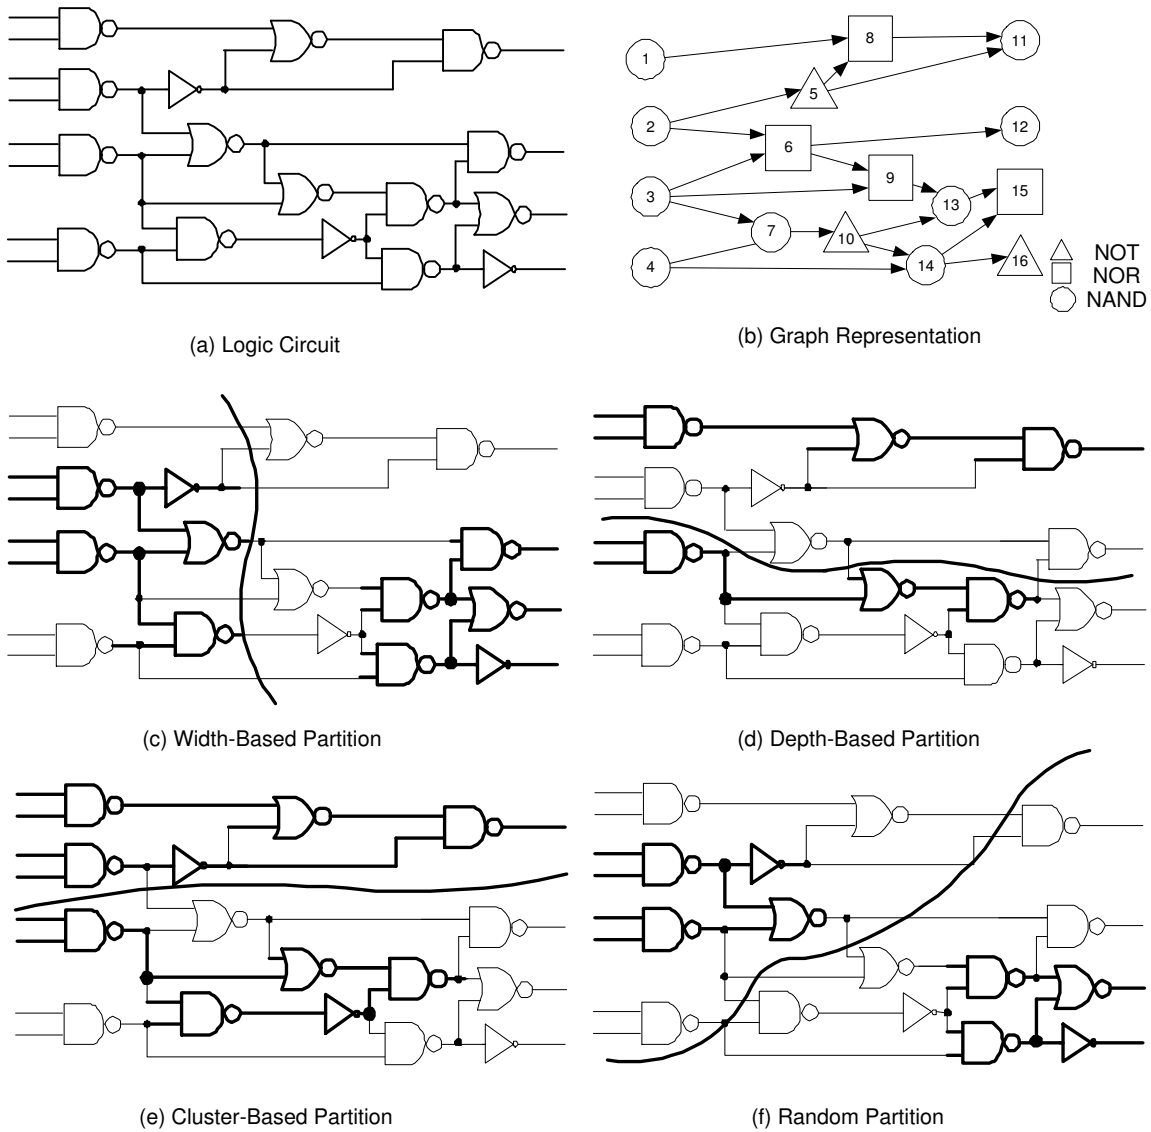 8
11
1
5
2
12
6
9
3
15
13
7
10
4
14
16
NOT
NOR
NAND
(a) Logic Circuit
(b) Graph Representation
(c) Width-Based Partition
(d) Depth-Based Partition
(e) Cluster-Based Partition
(f) Random Partition